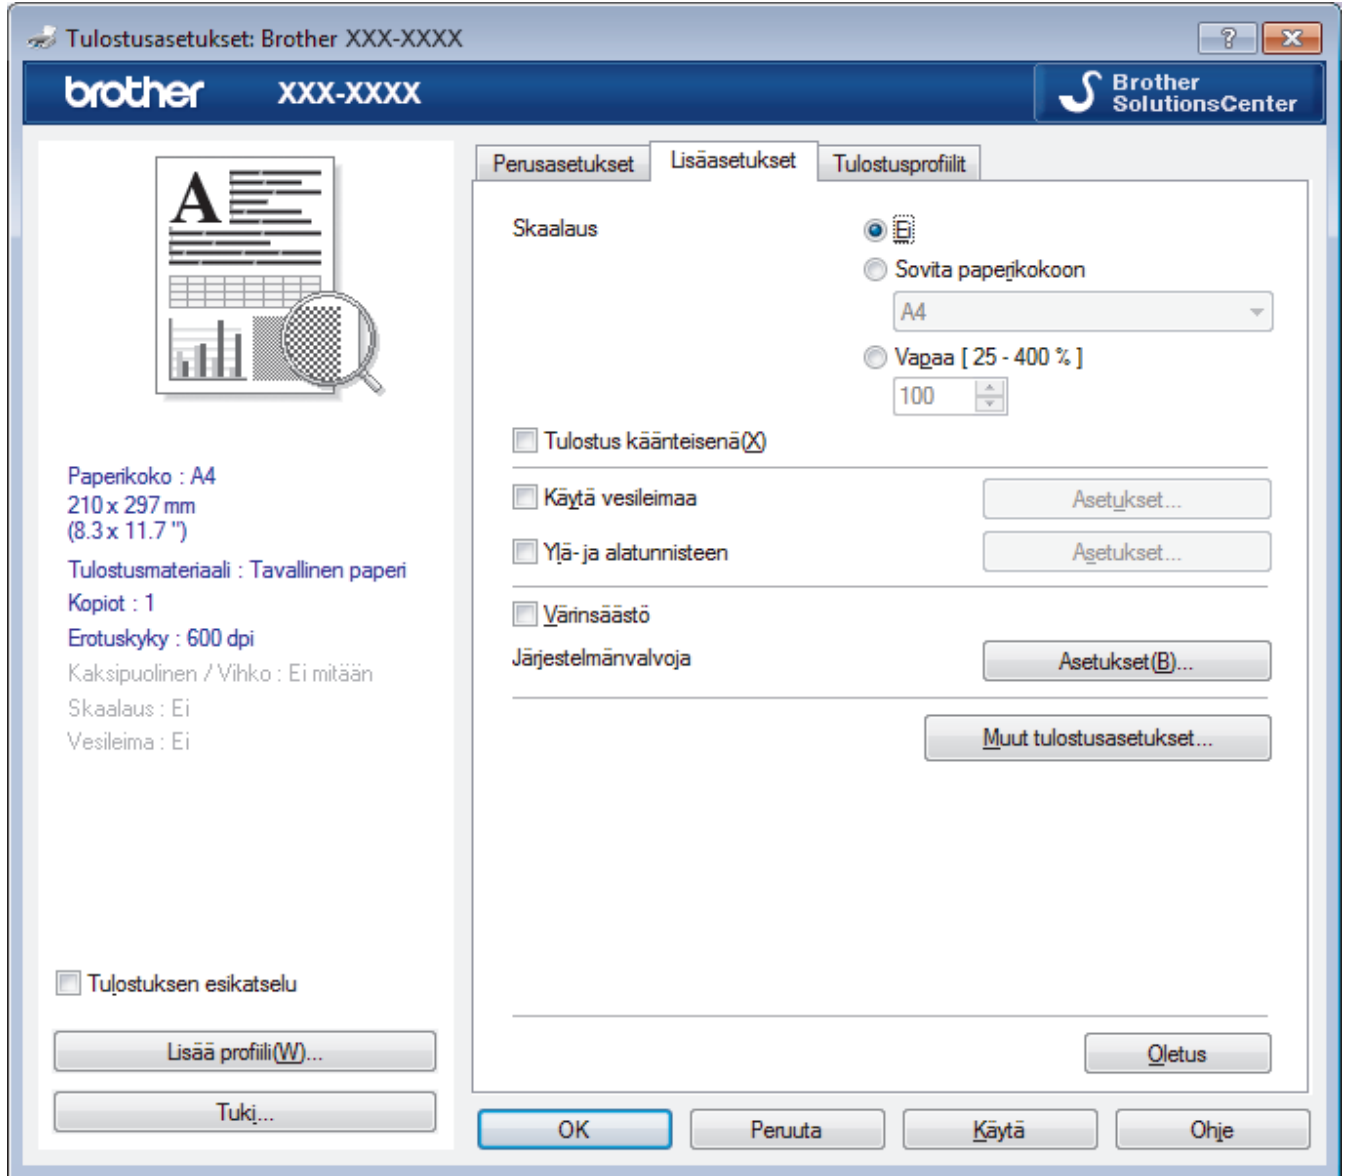 Tulostusasetukset: Brother XXX-XXXX
brother XXX-XXXX
Brother
SolutionsCenter
A
Paperikoko : A4
210 x 297 mm
(8.3 x 11.7 ")
Tulostusmateriaali : Tavallinen paperi
Kopiot : 1
Erotuskyky : 600 dpi
Kaksipuolinen / Vihko : Ei mitään
Skaalaus : Ei
Vesileima : Ei
Tulostuksen esikatselu
Lisää profiili(W)...
Tuki...
Perusasetukset Lisäasetukset Tulostusprofiilit
Skaalaus
Ei
Sovita paperikokoon
A4
Vapaa [ 25 - 400 % ]
100
Tulostus käänteisenä(X)
Käytä vesileimaa Asetukset...
Ylä- ja alatunnisteen Asetukset...
Värinsäästö
Järjestelmänvalvoja Asetukset(B)...
Muut tulostusasetukset...
Oletus
OK Peruuta Käytä Ohje